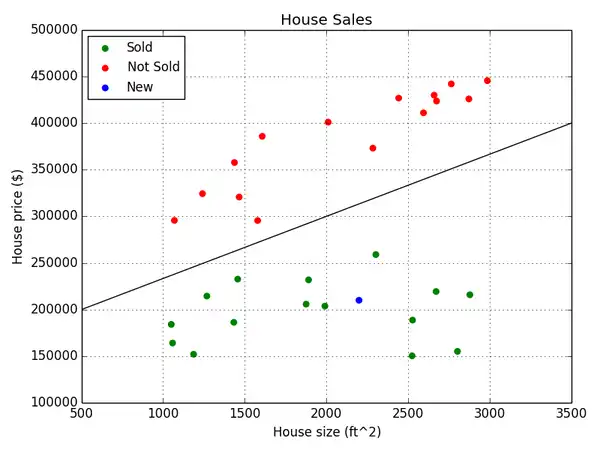 House Sales
Sold
Not Sold
New
500000
450000
400000
350000
300000
250000
200000
150000
100000
House price ($)
500 1000 1500 2000 2500 3000 3500
House size (ft^2)